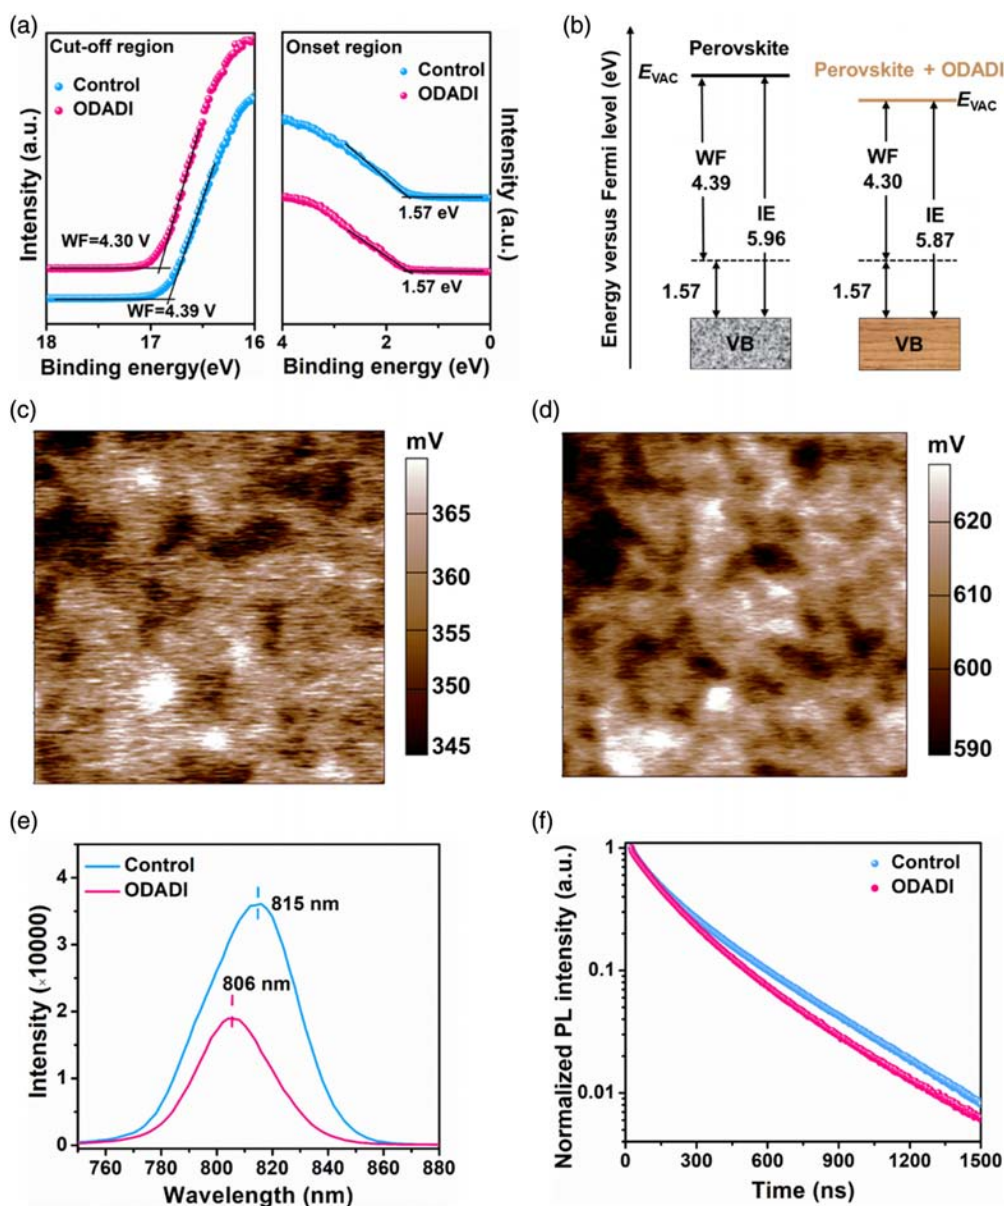 (a)
Cut-off region
Control
ODADI
WF=4.30 V
WF=4.39 V
Intensity (a.u.)
18 17 16
Binding energy(eV)
Onset region
Control
ODADI
1.57 eV
1.57 eV
Intensity (a.u.)
4 2 0
Binding energy (eV)
(b)
Energy versus Fermi level (eV)
Perovskite
EVAC
WF
4.39
IE
5.96
1.57
VB
Perovskite + ODADI
EVAC
WF
4.30
IE
5.87
1.57
VB
(c)
mV
365
360
355
350
345
(d)
mV
620
610
600
590
(e)
Control
ODADI
815 nm
806 nm
Intensity (×10000)
4
3
2
1
0
760 780 800 820 840 860 880
Wavelength (nm)
(f)
Control
ODADI
Normalized PL intensity (a.u.)
1
0.1
0.01
0 300 600 900 1200 1500
Time (ns)